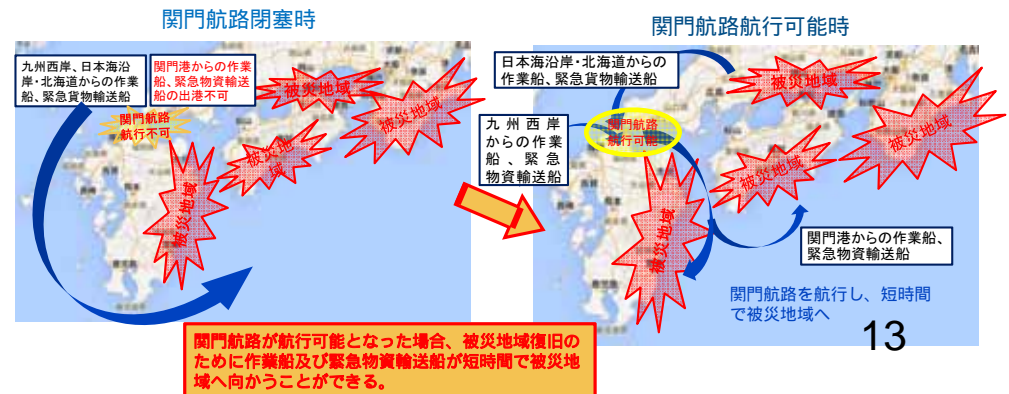 関門航路閉塞時
九州西岸、日本海沿
岸・北海道からの作業
船、緊急貨物輸送船
関門港からの作業
船、緊急物資輸送
船の出港不可
関門航路
航行不可
被災地域
被災地域
被災地
域
被災地域
関門航路航行可能時
日本海沿岸・北海道からの
作業船、緊急貨物輸送船
九州西岸
からの作業
船、緊急
物資輸送船
関門航路
航行可能
被災地域
被災地域
被災地域
被災地域
関門港からの作業船、
緊急物資輸送船
関門航路を航行し、短時間
で被災地域へ
13
関門航路が航行可能となった場合、被災地域復旧の
ために作業船及び緊急物資輸送船が短時間で被災地
域へ向かうことができる。